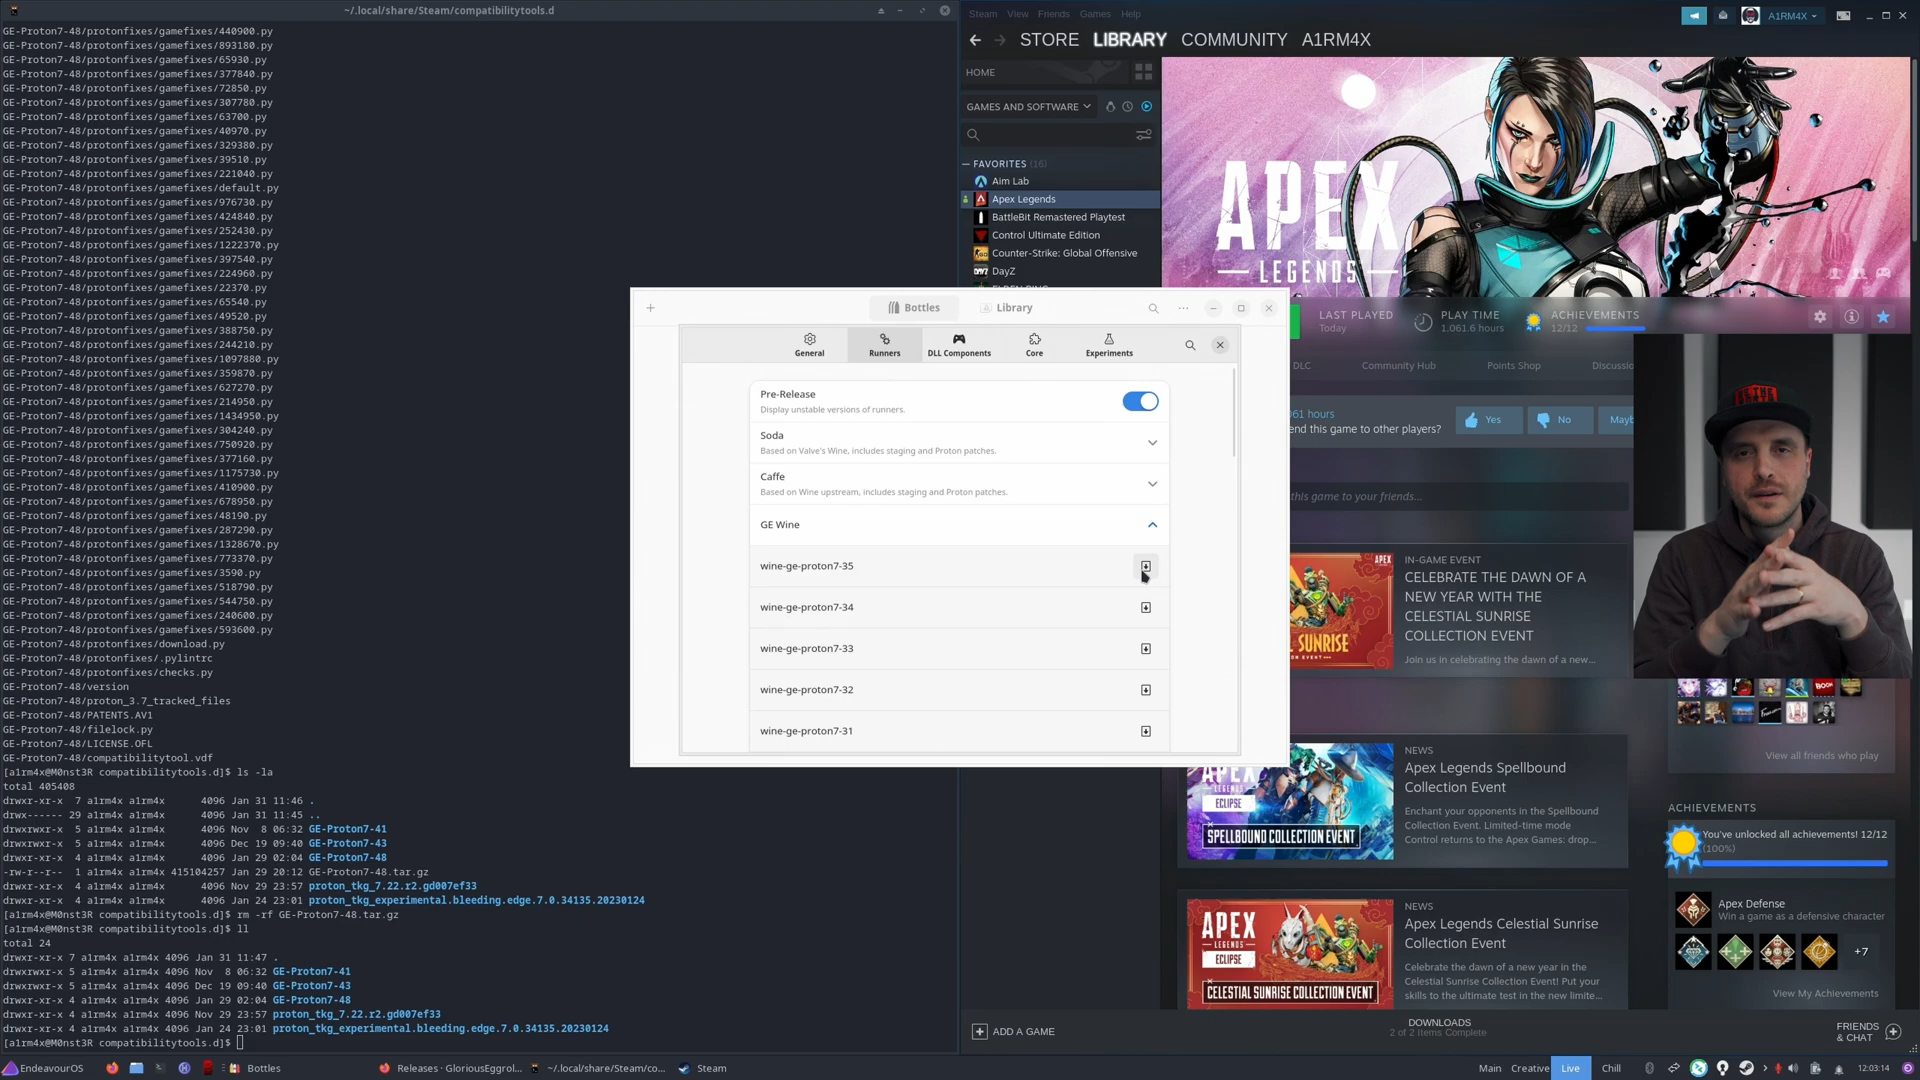 ~/.local/share/Steam/compatibilitytools.d
GE-Proton7-48/protonfixes/gamefixes/440900.py
GE-Proton7-48/protonfixes/gamefixes/893180.py
GE-Proton7-48/protonfixes/gamefixes/65930.py
GE-Proton7-48/protonfixes/gamefixes/377840.py
GE-Proton7-48/protonfixes/gamefixes/72850.py
GE-Proton7-48/protonfixes/gamefixes/307780.py
GE-Proton7-48/protonfixes/gamefixes/63700.py
GE-Proton7-48/protonfixes/gamefixes/40970.py
GE-Proton7-48/protonfixes/gamefixes/329380.py
GE-Proton7-48/protonfixes/gamefixes/39510.py
GE-Proton7-48/protonfixes/gamefixes/221040.py
GE-Proton7-48/protonfixes/gamefixes/default.py
GE-Proton7-48/protonfixes/gamefixes/976730.py
GE-Proton7-48/protonfixes/gamefixes/424840.py
GE-Proton7-48/protonfixes/gamefixes/252430.py
GE-Proton7-48/protonfixes/gamefixes/1222370.py
GE-Proton7-48/protonfixes/gamefixes/397540.py
GE-Proton7-48/protonfixes/gamefixes/224960.py
GE-Proton7-48/protonfixes/gamefixes/22370.py
GE-Proton7-48/protonfixes/gamefixes/65540.py
GE-Proton7-48/protonfixes/gamefixes/49520.py
GE-Proton7-48/protonfixes/gamefixes/388750.py
GE-Proton7-48/protonfixes/gamefixes/244210.py
GE-Proton7-48/protonfixes/gamefixes/1097880.py
GE-Proton7-48/protonfixes/gamefixes/359870.py
GE-Proton7-48/protonfixes/gamefixes/627270.py
GE-Proton7-48/protonfixes/gamefixes/214950.py
GE-Proton7-48/protonfixes/gamefixes/1434950.py
GE-Proton7-48/protonfixes/gamefixes/304240.py
GE-Proton7-48/protonfixes/gamefixes/750920.py
GE-Proton7-48/protonfixes/gamefixes/377160.py
GE-Proton7-48/protonfixes/gamefixes/1175730.py
GE-Proton7-48/protonfixes/gamefixes/410900.py
GE-Proton7-48/protonfixes/gamefixes/678950.py
GE-Proton7-48/protonfixes/gamefixes/48190.py
GE-Proton7-48/protonfixes/gamefixes/287290.py
GE-Proton7-48/protonfixes/gamefixes/1328670.py
GE-Proton7-48/protonfixes/gamefixes/773370.py
GE-Proton7-48/protonfixes/gamefixes/3590.py
GE-Proton7-48/protonfixes/gamefixes/518790.py
GE-Proton7-48/protonfixes/gamefixes/544750.py
GE-Proton7-48/protonfixes/gamefixes/240600.py
GE-Proton7-48/protonfixes/gamefixes/593600.py
GE-Proton7-48/protonfixes/download.py
GE-Proton7-48/protonfixes/.pylintrc
GE-Proton7-48/protonfixes/checks.py
GE-Proton7-48/version
GE-Proton7-48/proton_3.7_tracked_files
GE-Proton7-48/PATENTS.AV1
GE-Proton7-48/filelock.py
GE-Proton7-48/LICENSE.OFL
GE-Proton7-48/compatibilitytool.vdf
[a1rm4x@M0nst3R compatibilitytools.d]$ ls -la
total 405408
drwxr-xr-x 7 a1rm4x a1rm4x 4096 Jan 31 11:46 .
drwx------ 29 a1rm4x a1rm4x 4096 Jan 31 11:45 ..
drwxrwxr-x 5 a1rm4x a1rm4x 4096 Nov 8 06:32 GE-Proton7-41
drwxrwxr-x 5 a1rm4x a1rm4x 4096 Dec 19 09:40 GE-Proton7-43
drwxr-xr-x 4 a1rm4x a1rm4x 4096 Jan 29 02:04 GE-Proton7-48
-rw-r--r-- 1 a1rm4x a1rm4x 415104257 Jan 29 20:12 GE-Proton7-48.tar.gz
drwxr-xr-x 4 a1rm4x a1rm4x 4096 Nov 29 23:57 proton_tkg_7.22.r2.gd007ef33
drwxr-xr-x 4 a1rm4x a1rm4x 4096 Jan 24 23:01 proton_tkg_experimental.bleeding.edge.7.0.34135.20230124
[a1rm4x@M0nst3R compatibilitytools.d]$ rm -rf GE-Proton7-48.tar.gz
[a1rm4x@M0nst3R compatibilitytools.d]$ ll
total 24
drwxr-xr-x 7 a1rm4x a1rm4x 4096 Jan 31 11:47 .
drwxrwxr-x 5 a1rm4x a1rm4x 4096 Nov 8 06:32 GE-Proton7-41
drwxrwxr-x 5 a1rm4x a1rm4x 4096 Dec 19 09:40 GE-Proton7-43
drwxr-xr-x 4 a1rm4x a1rm4x 4096 Jan 29 02:04 GE-Proton7-48
drwxr-xr-x 4 a1rm4x a1rm4x 4096 Nov 29 23:57 proton_tkg_7.22.r2.gd007ef33
drwxr-xr-x 4 a1rm4x a1rm4x 4096 Jan 24 23:01 proton_tkg_experimental.bleeding.edge.7.0.34135.20230124
[a1rm4x@M0nst3R compatibilitytools.d]$
Bottles
Library
General
Runners
DLL Components
Core
Experiments
Pre-Release
Display unstable versions of runners.
Soda
Based on Valve's Wine, includes staging and Proton patches.
Caffe
Based on Wine upstream, includes staging and Proton patches.
GE Wine
wine-ge-proton7-35
wine-ge-proton7-34
wine-ge-proton7-33
wine-ge-proton7-32
wine-ge-proton7-31
Steam View Friends Games Help
A1RM4X
STORE LIBRARY COMMUNITY A1RM4X
HOME
GAMES AND SOFTWARE
FAVORITES (16)
Aim Lab
Apex Legends
BattleBit Remastered Playtest
Control Ultimate Edition
Counter-Strike: Global Offensive
DayZ
APEX
LEGENDS
LAST PLAYED
Today
PLAY TIME
1,061.6 hours
ACHIEVEMENTS
12/12
DLC
Community Hub
Points Shop
Discussio
061 hours
end this game to other players?
Yes
No
Mayb
this game to your friends...
IN-GAME EVENT
CELEBRATE THE DAWN OF A
NEW YEAR WITH THE
CELESTIAL SUNRISE
COLLECTION EVENT
Join us in celebrating the dawn of a new...
NEWS
Apex Legends Spellbound
Collection Event
Enchant your opponents in the Spellbound
Collection Event. Limited-time mode
Control returns to the Apex Games: drop...
ECLIPSE
SPELLBOUND COLLECTION EVENT
NEWS
Apex Legends Celestial Sunrise
Collection Event
Celebrate the dawn of a new year in the
Celestial Sunrise Collection Event! Put your
skills to the ultimate test in the new limite...
APEX
LEGENDS
ECLIPSE
CELESTIAL SUNRISE COLLECTION EVENT
View all friends who play
ACHIEVEMENTS
You've unlocked all achievements! 12/12
(100%)
Apex Defense
Win a game as a defensive character
+7
View My Achievements
ADD A GAME
DOWNLOADS
2 of 2 Items Complete
FRIENDS
& CHAT
EndeavourOS
Bottles
Releases · GloriousEggrol...
~/.local/share/Steam/co...
Steam
Main
Creative
Live
Chill
12:03:14